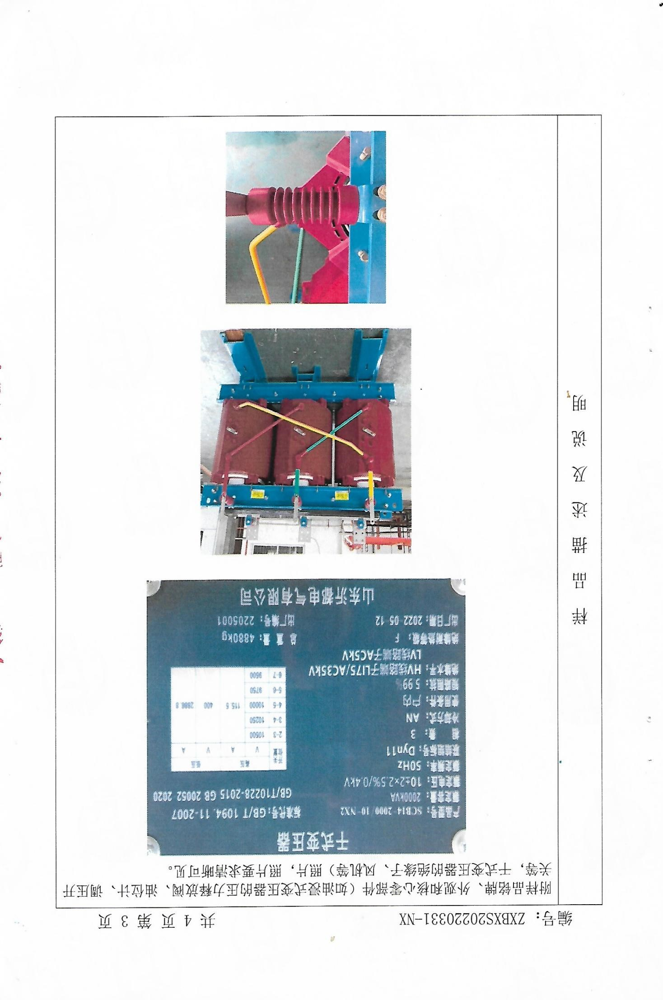 编号：ZXBXS20220331-NX
共 4 页 第 3 页
样品描述及说明
附样品铭牌、外观和核心零部件（如油浸式变压器的压力释放阀、油位计、调压开
关等，干式变压器的绝缘子、风机等）照片，照片要求清晰可见。
干式变压器
产品型号：SCB14-2000/10-NX2
标准代号：GB/T 1094.11-2007
额定容量：2000kVA
GB/T10228-2015 GB 20052 2020
额定电压：10±2×2.5%/0.4kV
额定频率：50Hz
联结组标号：Dyn11
相 数：3
冷却方式：AN
使用条件：户内
短路阻抗：5.99%
绝缘水平：HV线路端子LI75/AC35kV
LV线路端子AC5kV
绝缘耐热等级：F
总 重 量：4880kg
出厂日期：2022 05 12
出厂编号：2205001
山东沂都电气有限公司
开关位置 高压 低压
V A V A
2-3 10500
3-4 10250
4-5 10000 115.5 400 2886.8
5-6 9750
6-7 9500